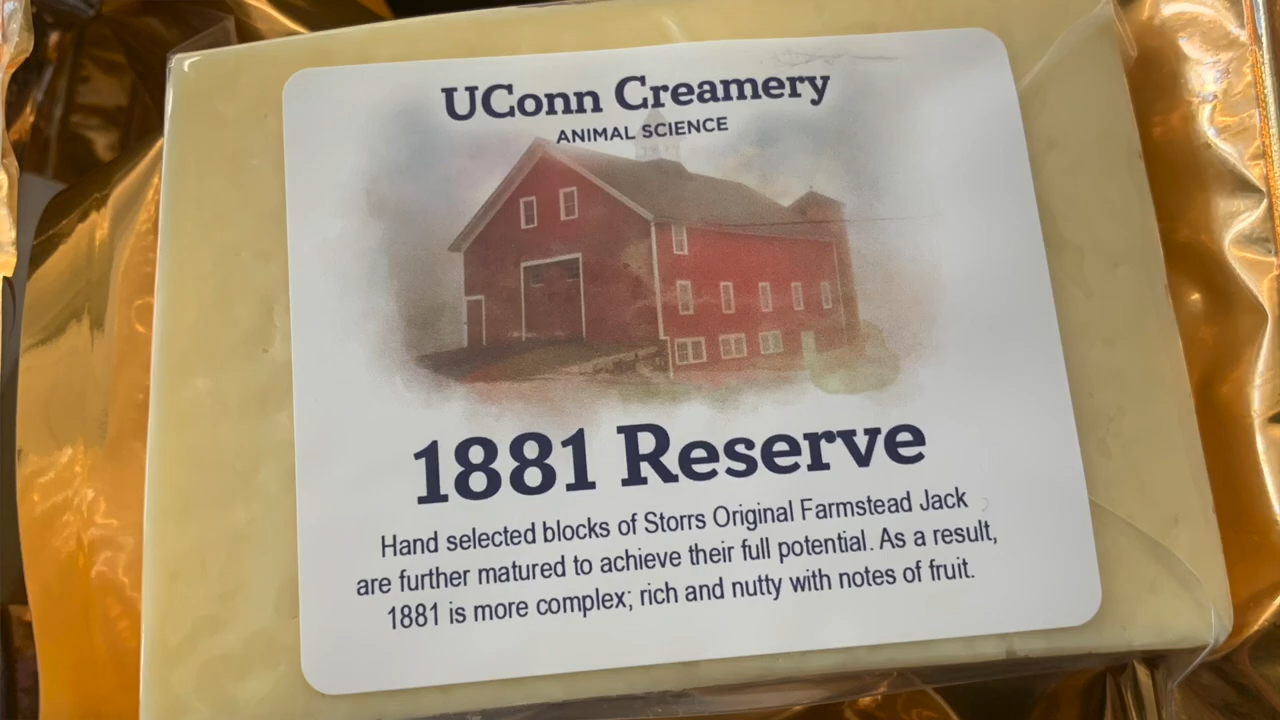 UConn Creamery
ANIMAL SCIENCE
1881 Reserve
Hand selected blocks of Storrs Original Farmstead Jack
are further matured to achieve their full potential. As a result,
1881 is more complex; rich and nutty with notes of fruit.